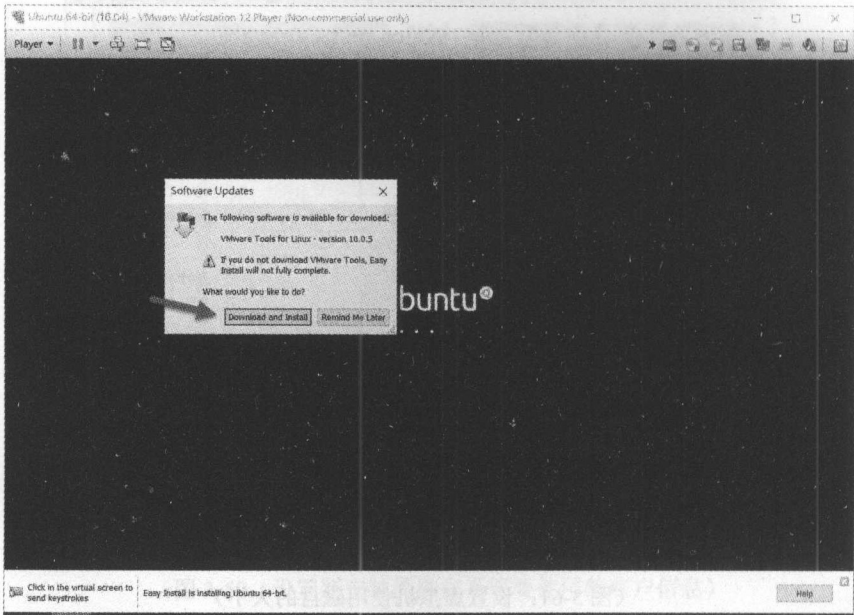 Ubuntu 64-bit (16.04) - VMware Workstation 12 Player (Non-commercial use only)
Player
Software Updates
The following software is available for download:
VMware Tools for Linux - version 10.0.5
If you do not download VMware Tools, Easy
Install will not fully complete.
What would you like to do?
Download and Install
Remind Me Later
buntu
Click in the virtual screen to
send keystrokes
Easy Install is installing Ubuntu 64-bit.
Help